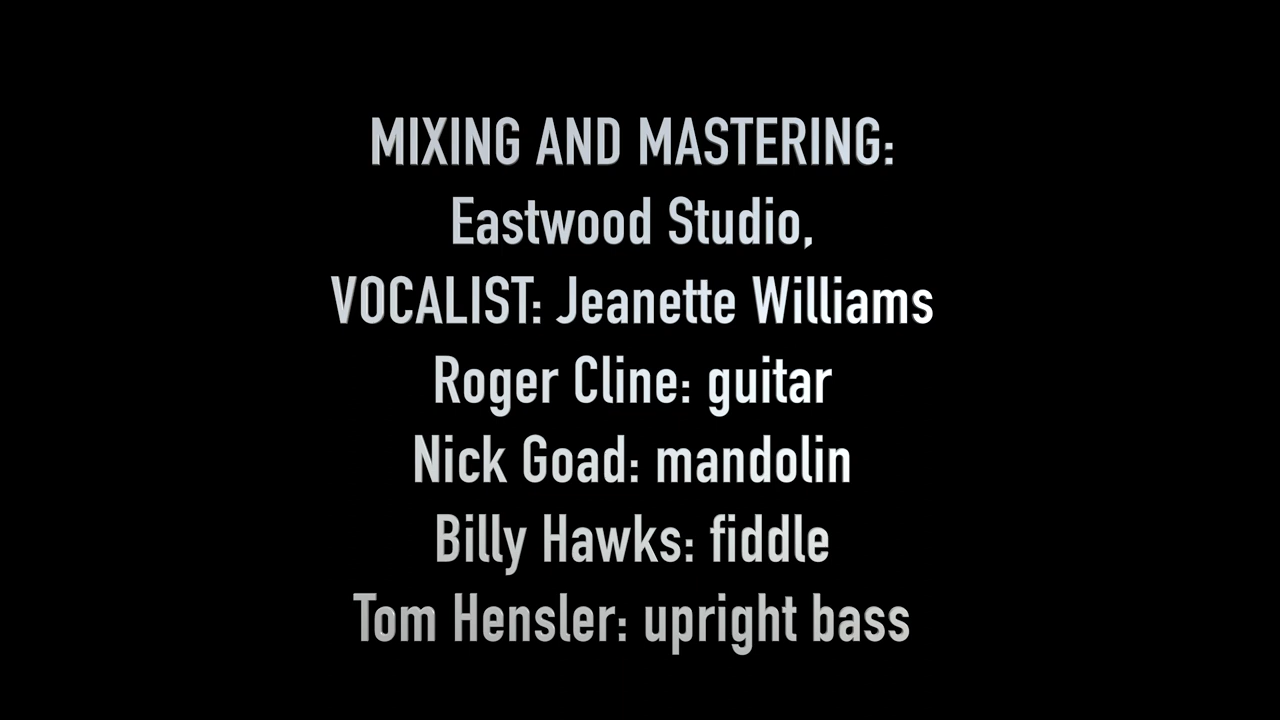 MIXING AND MASTERING:
Eastwood Studio,
VOCALIST: Jeanette Williams
Roger Cline: guitar
Nick Goad: mandolin
Billy Hawks: fiddle
Tom Hensler: upright bass